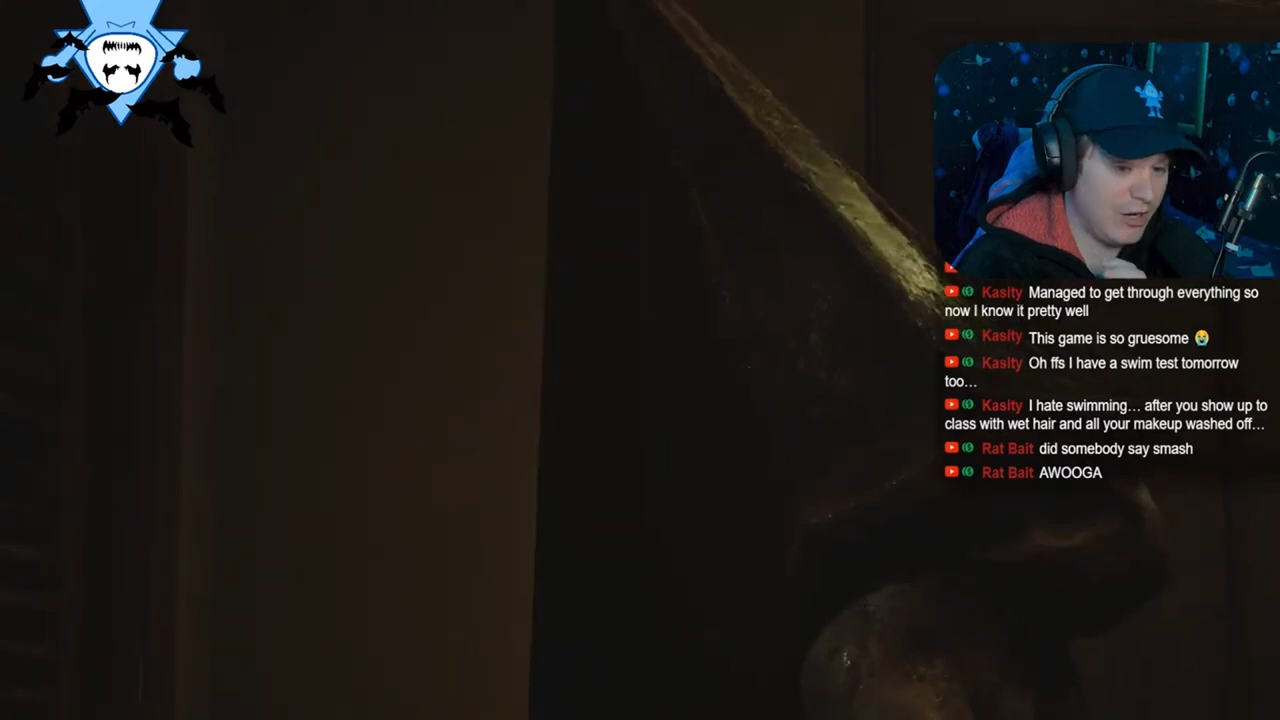 Kasity Managed to get through everything so
now I know it pretty well
Kasity This game is so gruesome 😭
Kasity Oh ffs I have a swim test tomorrow
too…
Kasity I hate swimming… after you show up to
class with wet hair and all your makeup washed off…
Rat Bait did somebody say smash
Rat Bait AWOOGA